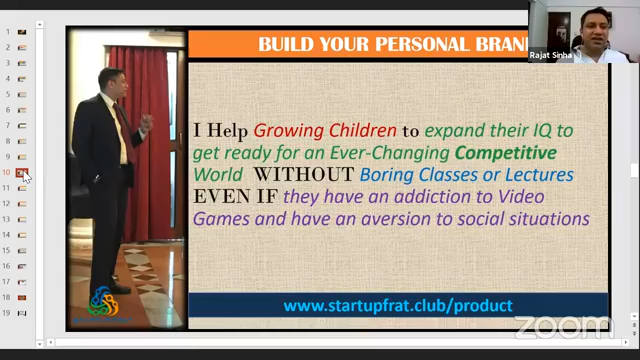 BUILD YOUR PERSONAL BRAN
Rajat Sinha
I Help Growing Children to expand their IQ to
get ready for an Ever-Changing Competitive
World WITHOUT Boring Classes or Lectures
EVEN IF they have an addiction to Video
Games and have an aversion to social situations
www.startupfrat.club/product
zoom
1
2
3
4
5
6
7
8
9
10
11
12
13
14
15
16
17
18
19